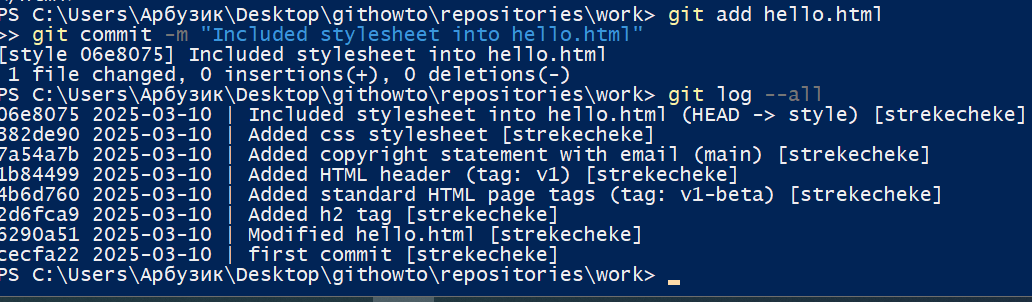 PS C:\Users\Арбузик\Desktop\githowto\repositories\work> git add hello.html
>> git commit -m "Included stylesheet into hello.html"
[style 06e8075] Included stylesheet into hello.html
1 file changed, 0 insertions(+), 0 deletions(-)
PS C:\Users\Арбузик\Desktop\githowto\repositories\work> git log --all
06e8075 2025-03-10 | Included stylesheet into hello.html (HEAD -> style) [strekecheke]
382de90 2025-03-10 | Added css stylesheet [strekecheke]
7a54a7b 2025-03-10 | Added copyright statement with email (main) [strekecheke]
1b84499 2025-03-10 | Added HTML header (tag: v1) [strekecheke]
4b6d760 2025-03-10 | Added standard HTML page tags (tag: v1-beta) [strekecheke]
2d6fca9 2025-03-10 | Added h2 tag [strekecheke]
6290a51 2025-03-10 | Modified hello.html [strekecheke]
cecfa22 2025-03-10 | first commit [strekecheke]
PS C:\Users\Арбузик\Desktop\githowto\repositories\work>